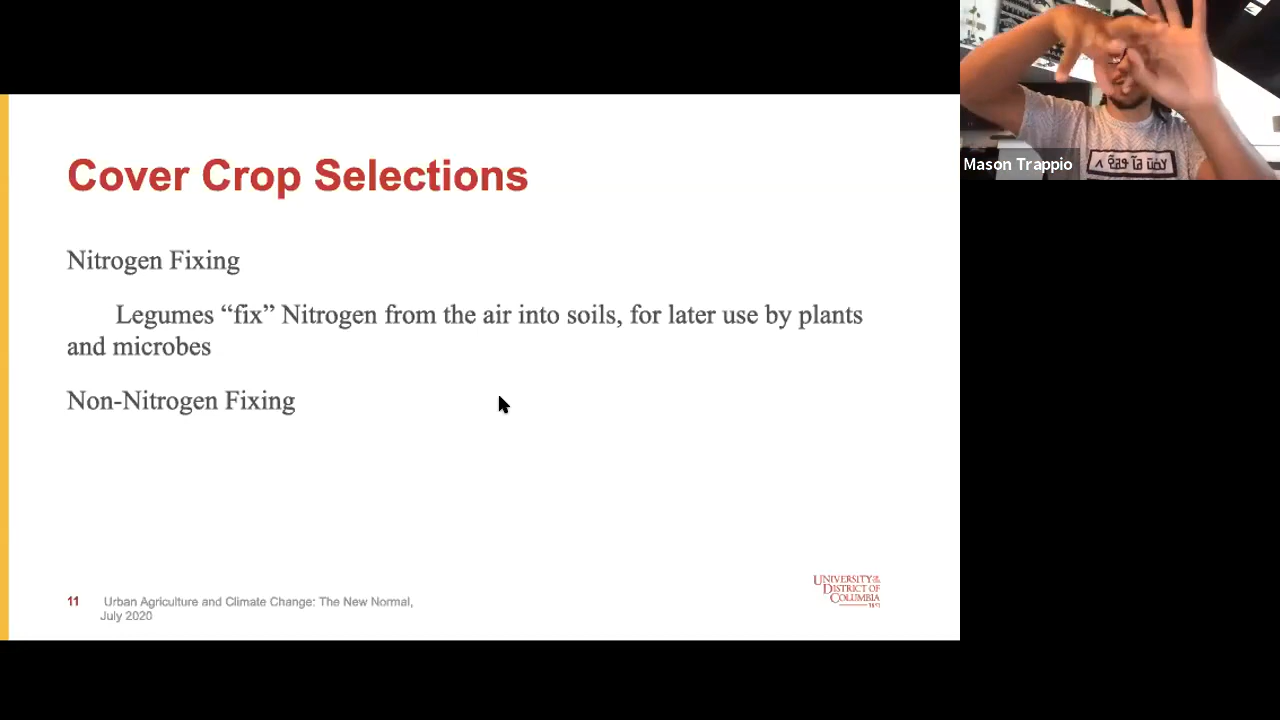 Cover Crop Selections
Nitrogen Fixing
Legumes “fix” Nitrogen from the air into soils, for later use by plants
and microbes
Non-Nitrogen Fixing
11 Urban Agriculture and Climate Change: The New Normal,
July 2020
UNIVERSITY OF THE
DISTRICT OF
COLUMBIA
Mason Trappio